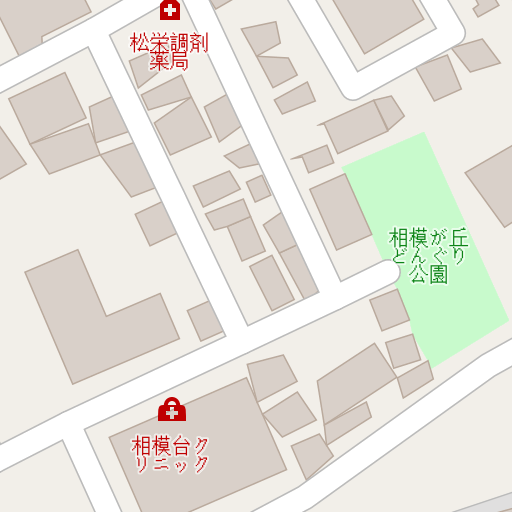 松栄調剤
薬局
相模が丘
どんぐり
公園
相模台ク
リニック